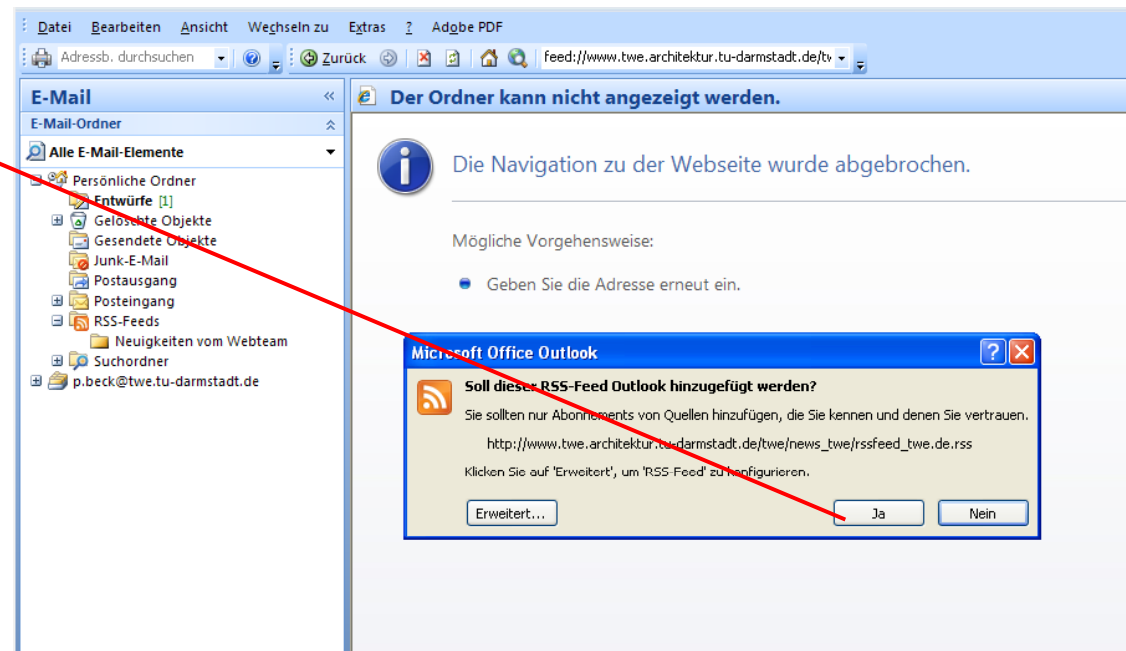 Datei Bearbeiten Ansicht Wechseln zu Extras ? Adobe PDF
Adressb. durchsuchen Zurück feed://www.twe.architektur.tu-darmstadt.de/tv
E-Mail
E-Mail-Ordner
Alle E-Mail-Elemente
Persönliche Ordner
Entwürfe [1]
Gelöschte Objekte
Gesendete Objekte
Junk-E-Mail
Postausgang
Posteingang
RSS-Feeds
Neuigkeiten vom Webteam
Suchordner
p.beck@twe.tu-darmstadt.de
Der Ordner kann nicht angezeigt werden.
Die Navigation zu der Webseite wurde abgebrochen.
Mögliche Vorgehensweise:
Geben Sie die Adresse erneut ein.
Microsoft Office Outlook
Soll dieser RSS-Feed Outlook hinzugefügt werden?
Sie sollten nur Abonnements von Quellen hinzufügen, die Sie kennen und denen Sie vertrauen.
http://www.twe.architektur.tu-darmstadt.de/twe/news_twe/rssfeed_twe.de.rss
Klicken Sie auf 'Erweitert', um 'RSS-Feed' zu konfigurieren.
Erweitert... Ja Nein